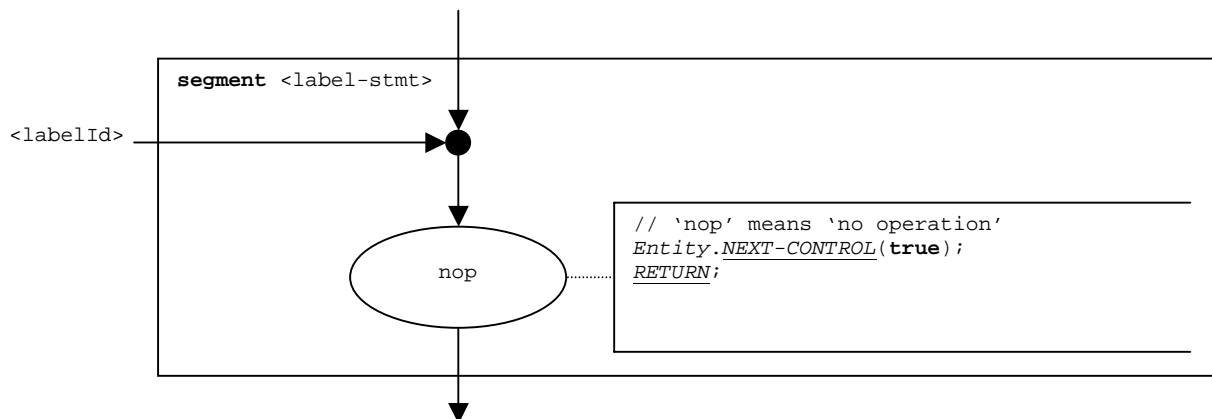 segment <label-stmt>
<labelId>
// ‘nop’ means ‘no operation’
Entity.NEXT-CONTROL(true);
nop
RETURN;